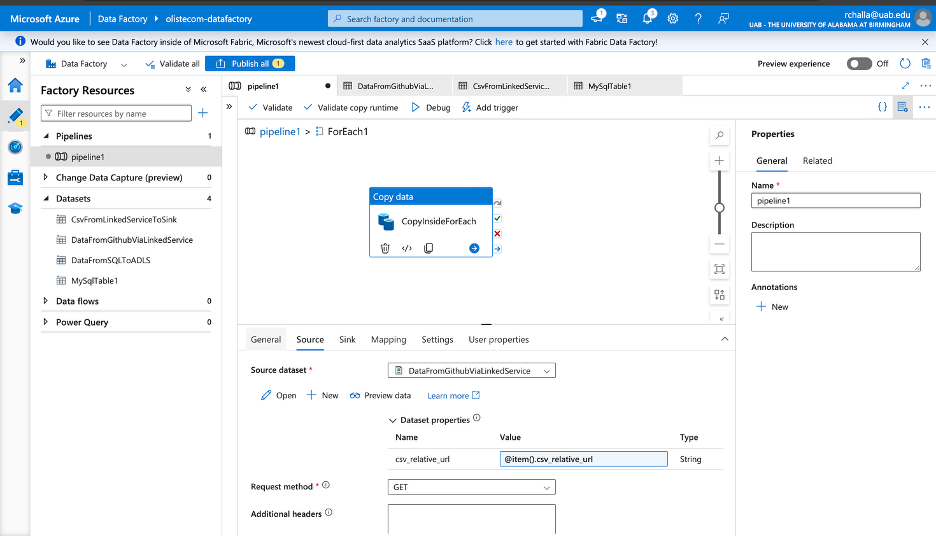 Microsoft Azure
Data Factory
olistecom-datafactory
Search factory and documentation
1
1
rchalla@uab.edu
UAB - THE UNIVERSITY OF ALABAMA AT BIRMINGHAM
Would you like to see Data Factory inside of Microsoft Fabric, Microsoft's newest cloud-first data analytics SaaS platform? Click here to get started with Fabric Data Factory!
Data Factory
Validate all
Publish all 1
Preview experience
Off
Factory Resources
Filter resources by name
1
Pipelines 1
pipeline1
Change Data Capture (preview) 0
Datasets 4
CsvFromLinkedServiceToSink
DataFromGithubViaLinkedService
DataFromSQLToADLS
MySqlTable1
Data flows 0
Power Query 0
pipeline1
DataFromGithubViaL...
CsvFromLinkedServic...
MySqlTable1
Validate
Validate copy runtime
Debug
Add trigger
pipeline1 > ForEach1
Copy data
CopyInsideForEach
General
Source
Sink
Mapping
Settings
User properties
Source dataset *
DataFromGithubViaLinkedService
Open
New
Preview data
Learn more
Dataset properties
Name
Value
Type
csv_relative_url
@item().csv_relative_url
String
Request method *
GET
Additional headers
Properties
General
Related
Name *
pipeline1
Description
Annotations
New